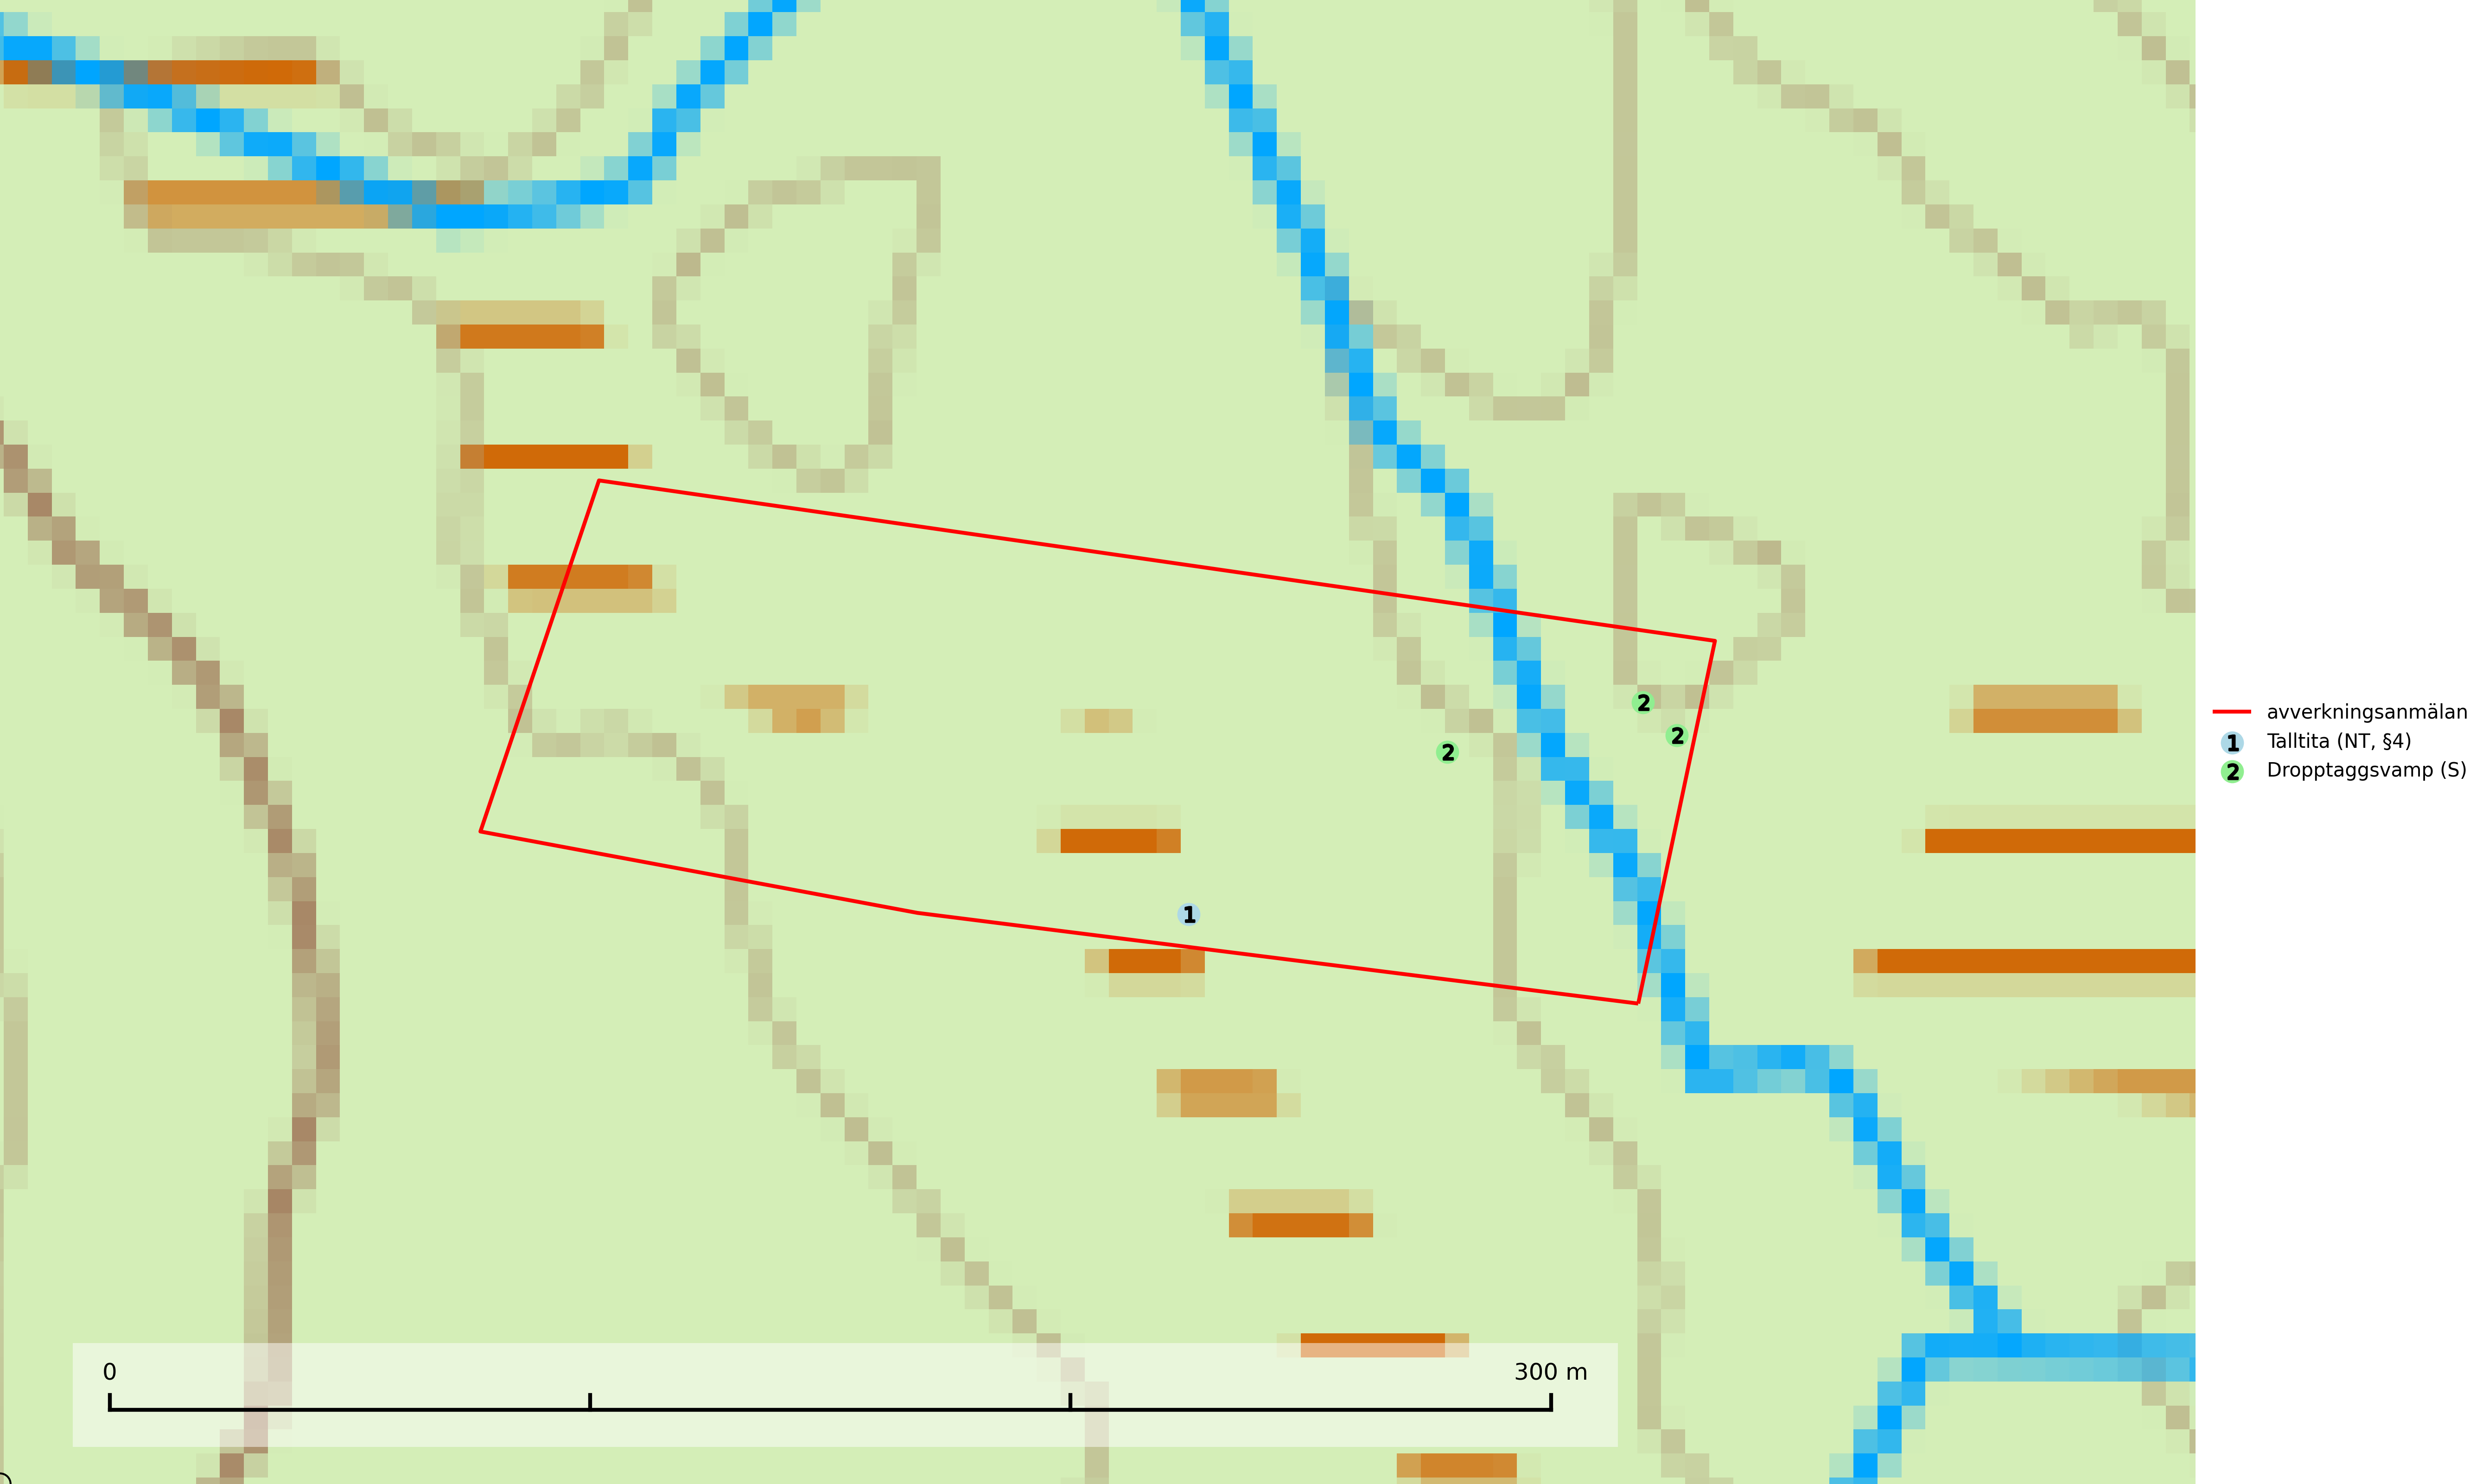 2
2
2
1
avverkningsanmälan
1 Talltita (NT, §4)
2 Dropptaggsvamp (S)
0 300 m